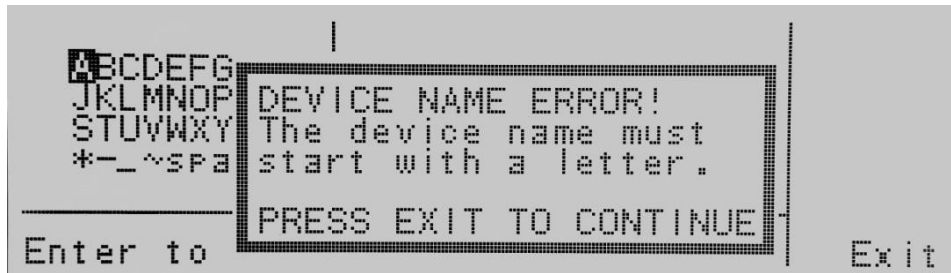 ABCDEFG
JKLMNOP
STUVWXY
*-_~spa
DEVICE NAME ERROR!
The device name must
start with a letter.
PRESS EXIT TO CONTINUE
Enter to
Exit